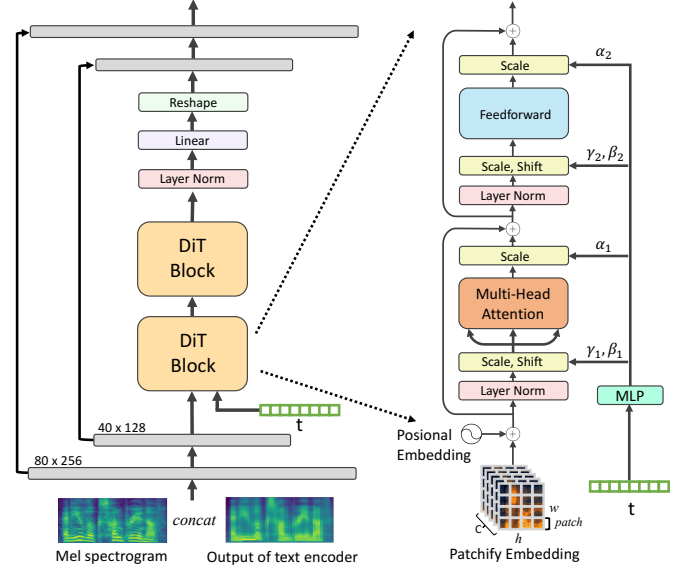 Reshape
Linear
Layer Norm
DiT
Block
DiT
Block
t
40 x 128
80 x 256
concat
Mel spectrogram
Output of text encoder
Scale
α₂
Feedforward
γ₂, β₂
Scale, Shift
Layer Norm
Scale
α₁
Multi-Head
Attention
γ₁, β₁
Scale, Shift
Layer Norm
MLP
Posional
Embedding
t
w
patch
C
h
Patchify Embedding